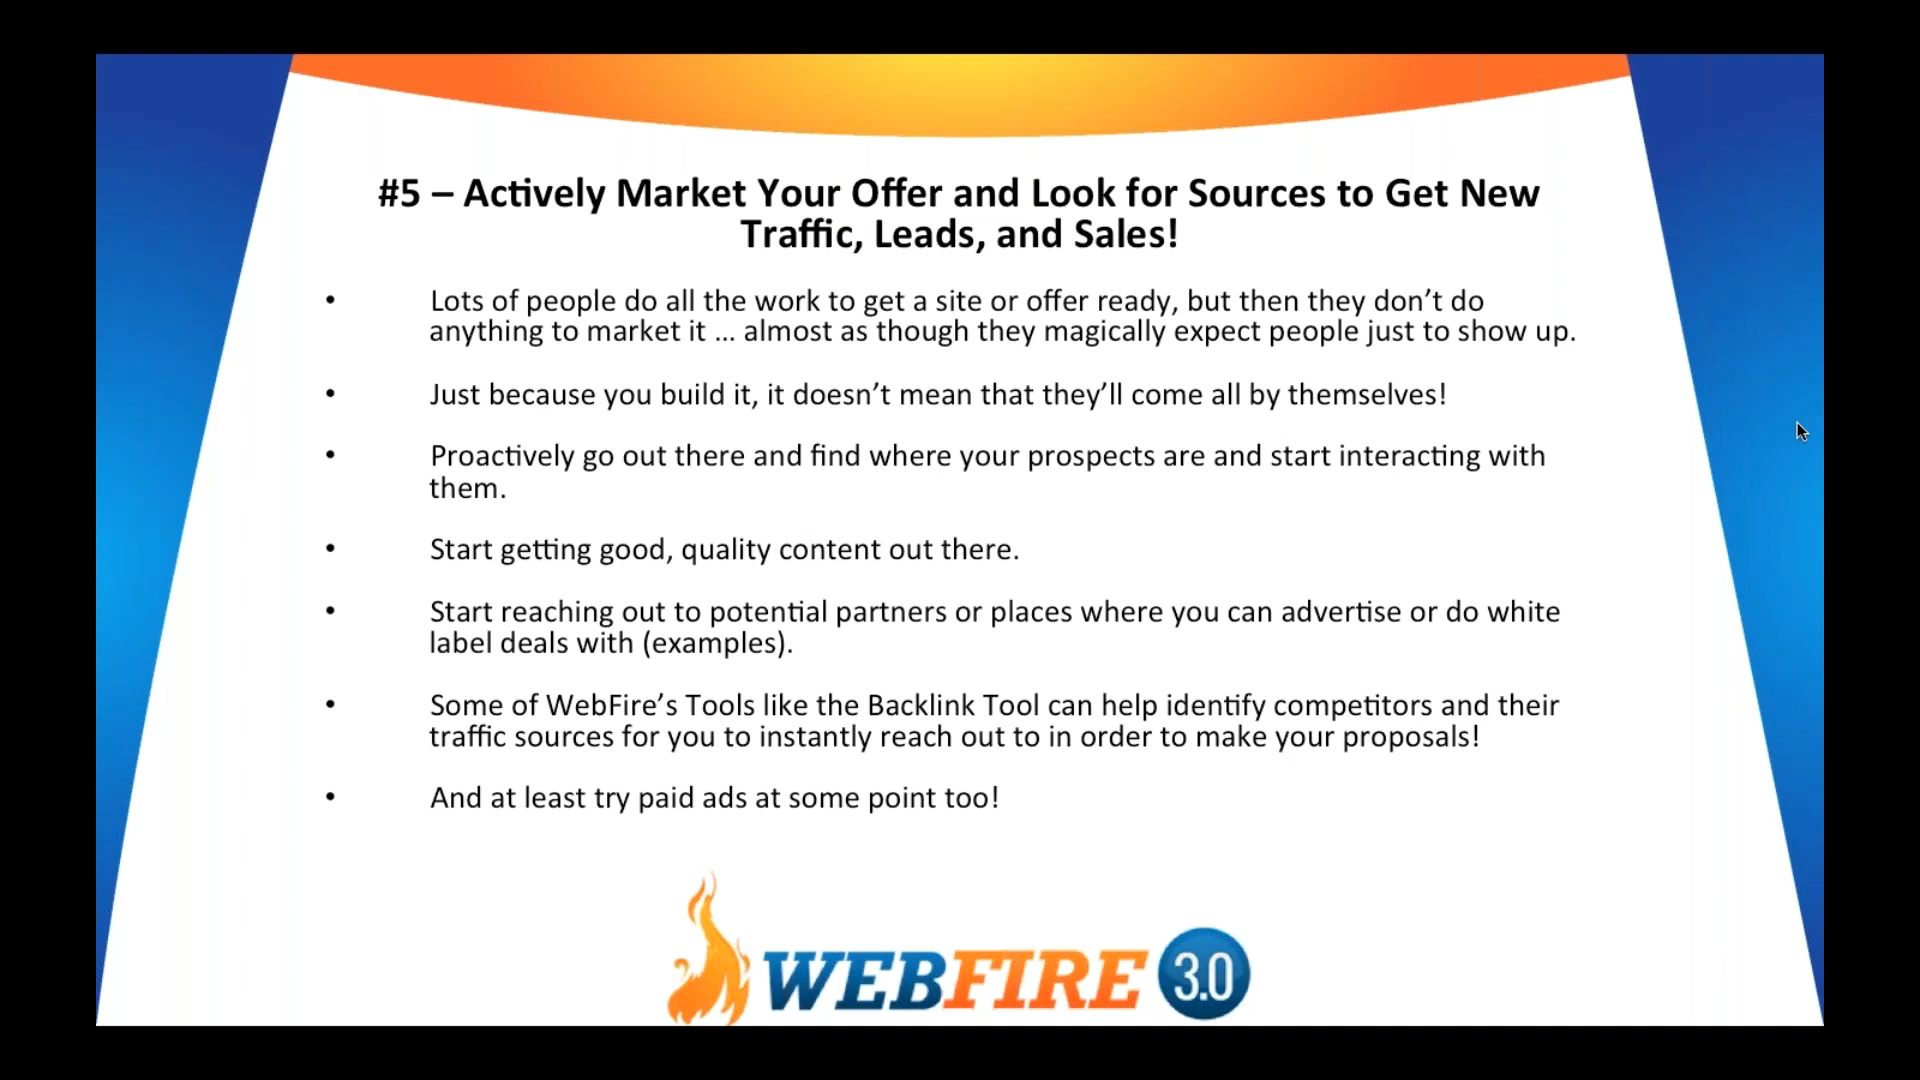 #5 – Actively Market Your Offer and Look for Sources to Get New
Traffic, Leads, and Sales!
• Lots of people do all the work to get a site or offer ready, but then they don’t do
anything to market it … almost as though they magically expect people just to show up.
• Just because you build it, it doesn’t mean that they’ll come all by themselves!
• Proactively go out there and find where your prospects are and start interacting with
them.
• Start getting good, quality content out there.
• Start reaching out to potential partners or places where you can advertise or do white
label deals with (examples).
• Some of WebFire’s Tools like the Backlink Tool can help identify competitors and their
traffic sources for you to instantly reach out to in order to make your proposals!
• And at least try paid ads at some point too!
WEBFIRE 3.0